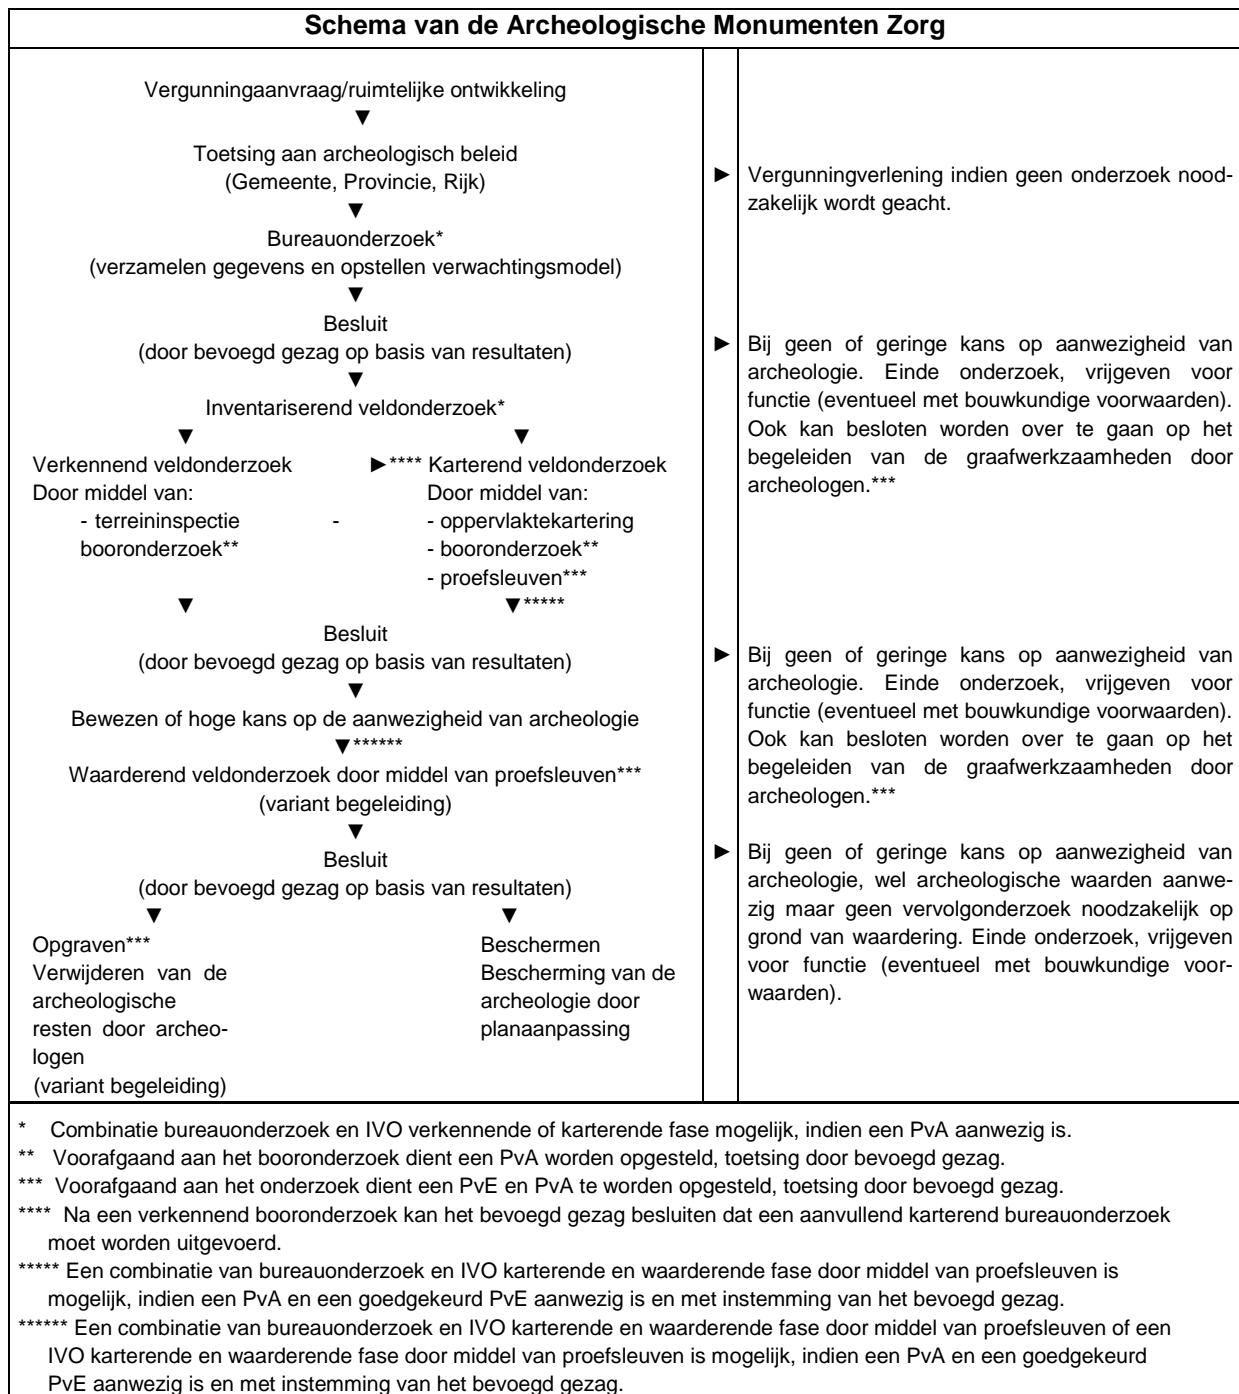 Schema van de Archeologische Monumenten Zorg
Vergunningaanvraag/ruimtelijke ontwikkeling
▼
Toetsing aan archeologisch beleid
(Gemeente, Provincie, Rijk)
► Vergunningverlening indien geen onderzoek nood-
zakelijk wordt geacht.
▼
Bureauonderzoek*
(verzamelen gegevens en opstellen verwachtingsmodel)
▼
Besluit
(door bevoegd gezag op basis van resultaten)
► Bij geen of geringe kans op aanwezigheid van
archeologie. Einde onderzoek, vrijgeven voor
functie (eventueel met bouwkundige voorwaarden).
Ook kan besloten worden over te gaan op het
begeleiden van de graafwerkzaamheden door
archeologen.***
▼
Inventariserend veldonderzoek*
▼ ▼
Verkennend veldonderzoek ►**** Karterend veldonderzoek
Door middel van: Door middel van:
- terreininspectie - - oppervlaktekartering
booronderzoek** - booronderzoek**
- proefsleuven***
▼ ▼*****
Besluit
(door bevoegd gezag op basis van resultaten)
► Bij geen of geringe kans op aanwezigheid van
archeologie. Einde onderzoek, vrijgeven voor
functie (eventueel met bouwkundige voorwaarden).
Ook kan besloten worden over te gaan op het
begeleiden van de graafwerkzaamheden door
archeologen.***
▼
Bewezen of hoge kans op de aanwezigheid van archeologie
▼******
Waarderend veldonderzoek door middel van proefsleuven***
(variant begeleiding)
▼
Besluit
(door bevoegd gezag op basis van resultaten)
► Bij geen of geringe kans op aanwezigheid van
archeologie, wel archeologische waarden aanwe-
zig maar geen vervolgonderzoek noodzakelijk op
grond van waardering. Einde onderzoek, vrijgeven
voor functie (eventueel met bouwkundige voor-
waarden).
▼ ▼
Opgraven***
Verwijderen van de
archeologische
resten door archeo-
logen
(variant begeleiding)
Beschermen
Bescherming van de
archeologie door
planaanpassing
* Combinatie bureauonderzoek en IVO verkennende of karterende fase mogelijk, indien een PvA aanwezig is.
** Voorafgaand aan het booronderzoek dient een PvA worden opgesteld, toetsing door bevoegd gezag.
*** Voorafgaand aan het onderzoek dient een PvE en PvA te worden opgesteld, toetsing door bevoegd gezag.
**** Na een verkennend booronderzoek kan het bevoegd gezag besluiten dat een aanvullend karterend bureauonderzoek
moet worden uitgevoerd.
***** Een combinatie van bureauonderzoek en IVO karterende en waarderende fase door middel van proefsleuven is
mogelijk, indien een PvA en een goedgekeurd PvE aanwezig is en met instemming van het bevoegd gezag.
****** Een combinatie van bureauonderzoek en IVO karterende en waarderende fase door middel van proefsleuven of een
IVO karterende en waarderende fase door middel van proefsleuven is mogelijk, indien een PvA en een goedgekeurd
PvE aanwezig is en met instemming van het bevoegd gezag.